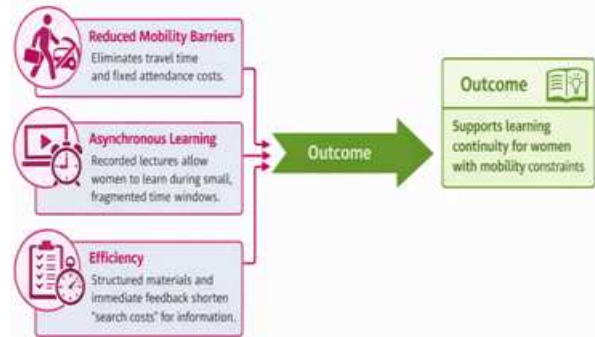 Reduced Mobility Barriers
Eliminates travel time
and fixed attendance costs.
Asynchronous Learning
Recorded lectures allow
women to learn during small,
fragmented time windows.
Efficiency
Structured materials and
immediate feedback shorten
"search costs" for information.
Outcome
Outcome
Supports learning
continuity for women
with mobility constraints